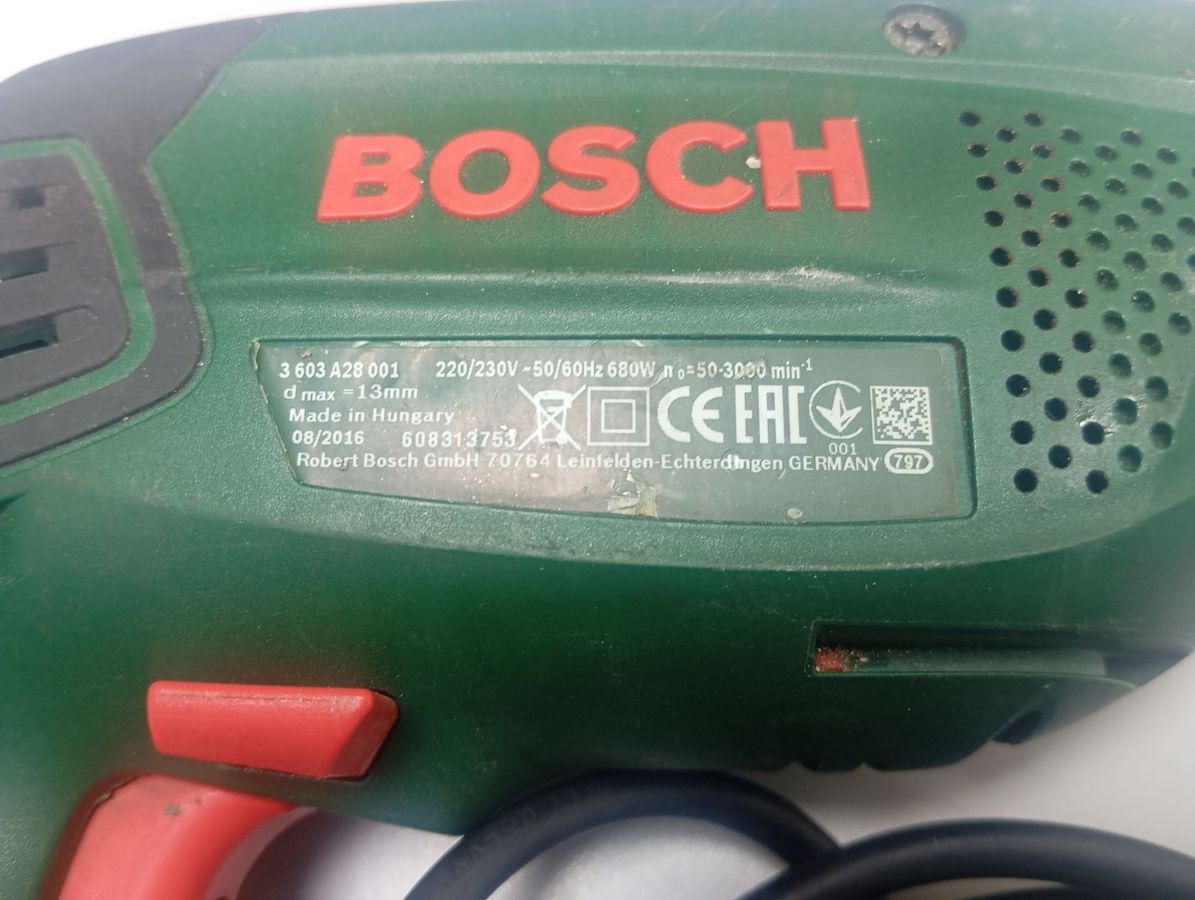 BOSCH
3 603 A28 001 220/230V ~50/60Hz 680W n₀=50-3000 min⁻¹
d max =13mm
Made in Hungary
08/2016 608313753 CE EAC 001
Robert Bosch GmbH 70764 Leinfelden-Echterdingen GERMANY 797